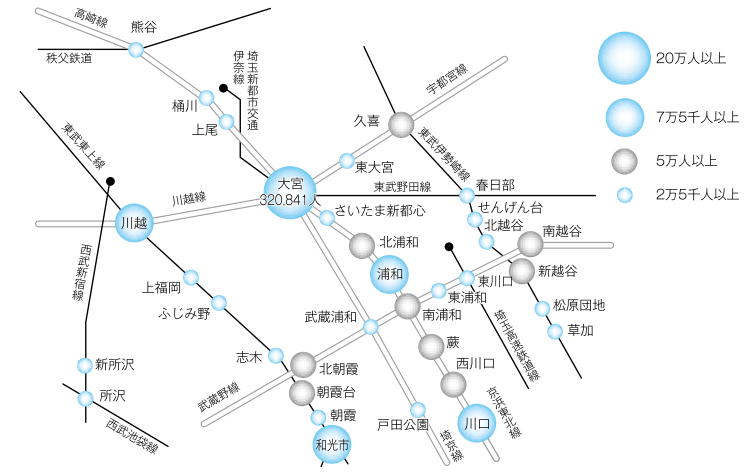 高崎線
熊谷
秩父鉄道
埼玉新都市交通
伊奈線
桶川
上尾
宇都宮線
久喜
東武伊勢崎線
東大宮
東武東上線
大宮
320,841人
東武野田線
春日部
川越線
川越
さいたま新都心
せんげん台
北越谷
南越谷
北浦和
浦和
新越谷
西武新宿線
上福岡
ふじみ野
東川口
東浦和
南浦和
武蔵浦和
松原団地
草加
埼玉高速鉄道線
蕨
西川口
志木
新所沢
所沢
西武池袋線
武蔵野線
北朝霞
朝霞台
朝霞
和光市
戸田公園
埼京線
川口
京浜東北線
20万人以上
7万5千人以上
5万人以上
2万5千人以上